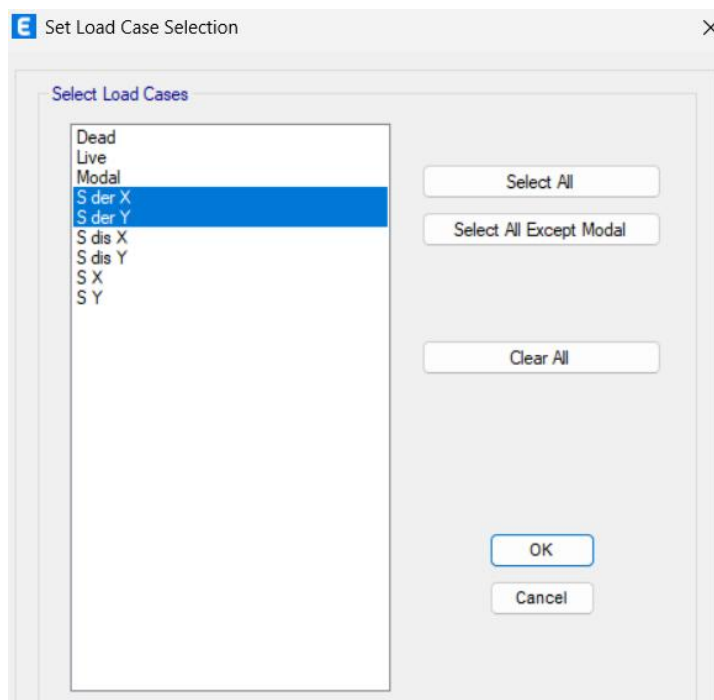 E Set Load Case Selection
Select Load Cases
Dead
Live
Modal
S der X
S der Y
S dis X
S dis Y
S X
S Y
Select All
Select All Except Modal
Clear All
OK
Cancel